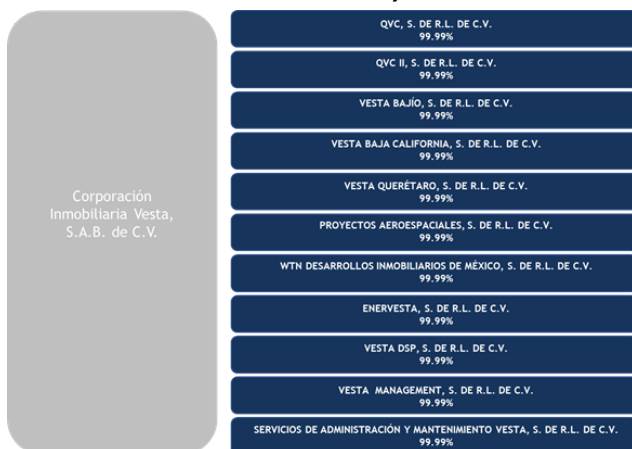 Corporación
Inmobiliaria Vesta,
S.A.B. de C.V.
QVC, S. DE R.L. DE C.V.
99.99%
QVC II, S. DE R.L. DE C.V.
99.99%
VESTA BAJÍO, S. DE R.L. DE C.V.
99.99%
VESTA BAJA CALIFORNIA, S. DE R.L. DE C.V.
99.99%
VESTA QUERÉTARO, S. DE R.L. DE C.V.
99.99%
PROYECTOS AEROESPACIALES, S. DE R.L. DE C.V.
99.99%
WTN DESARROLLOS INMOBILIARIOS DE MÉXICO, S. DE R.L. DE C.V.
99.99%
ENERVESTA, S. DE R.L. DE C.V.
99.99%
VESTA DSP, S. DE R.L. DE C.V.
99.99%
VESTA MANAGEMENT, S. DE R.L. DE C.V.
99.99%
SERVICIOS DE ADMINISTRACIÓN Y MANTENIMIENTO VESTA, S. DE R.L. DE C.V.
99.99%